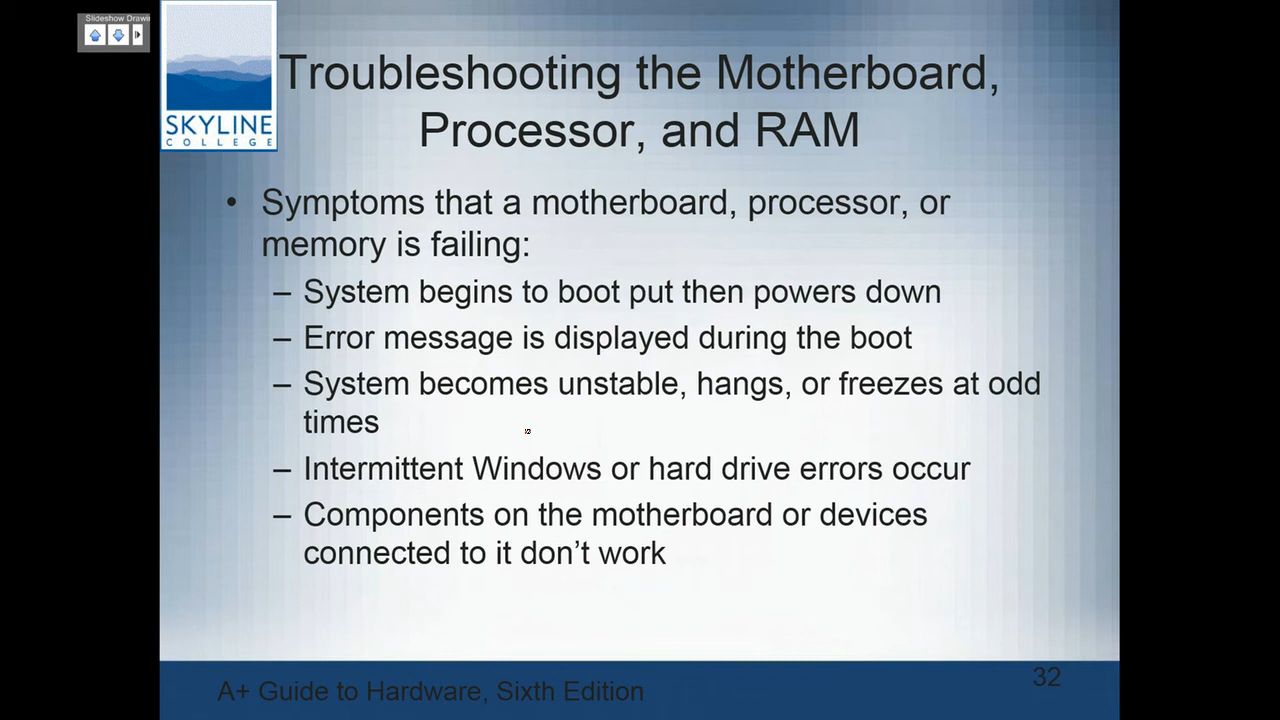 Slideshow Drawi
SKYLINE
COLLEGE
Troubleshooting the Motherboard,
Processor, and RAM
• Symptoms that a motherboard, processor, or
memory is failing:
– System begins to boot put then powers down
– Error message is displayed during the boot
– System becomes unstable, hangs, or freezes at odd
times
– Intermittent Windows or hard drive errors occur
– Components on the motherboard or devices
connected to it don’t work
A+ Guide to Hardware, Sixth Edition
32